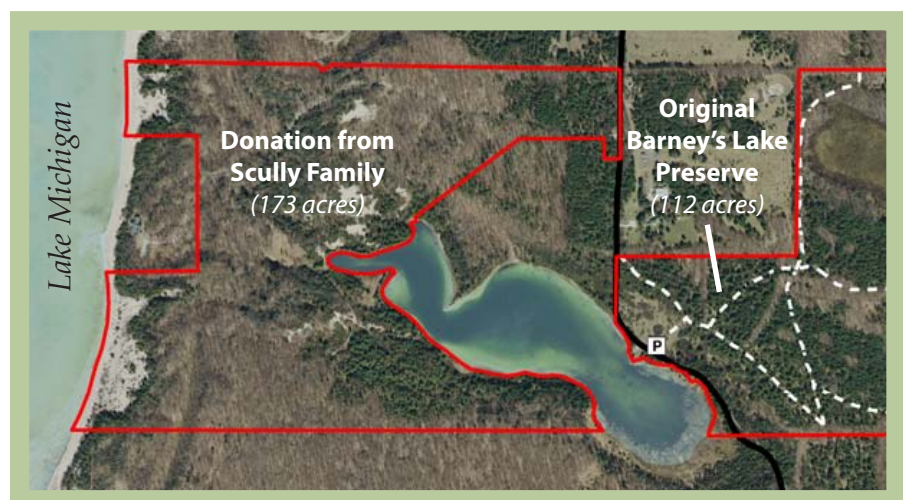 Lake Michigan
Donation from
Scully Family
(173 acres)
Original
Barney’s Lake
Preserve
(112 acres)
P